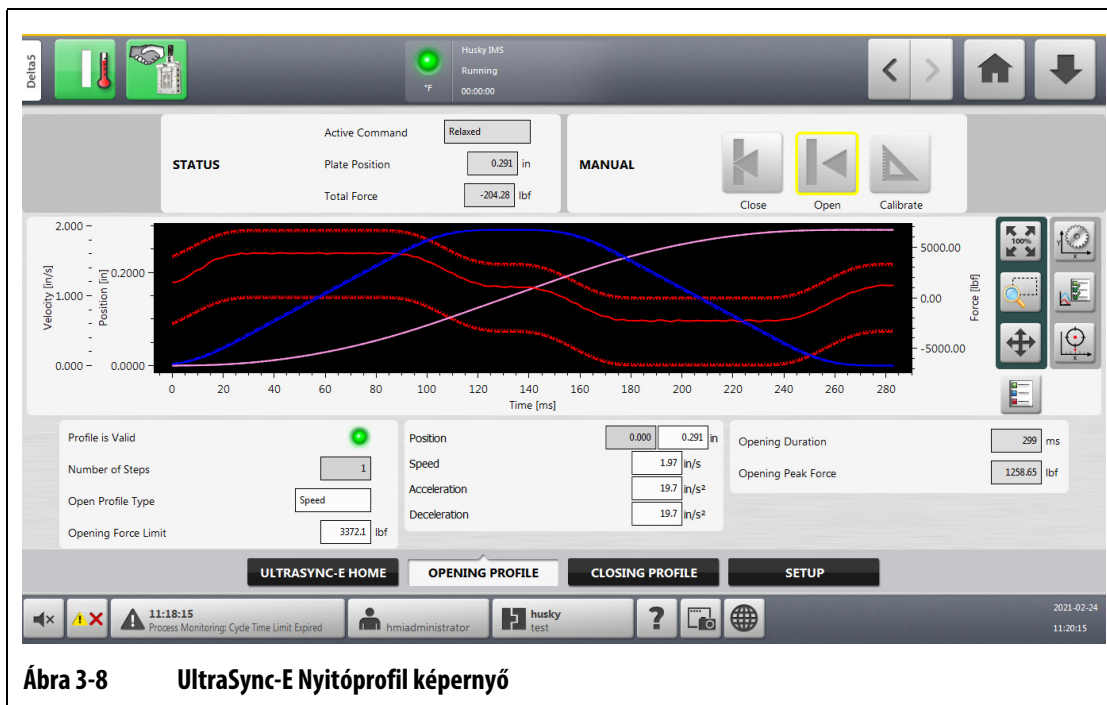 Delta5
Husky IMS
Running
°F 00:00:00
STATUS
Active Command Relaxed
Plate Position 0.291 in
Total Force -204.28 lbf
MANUAL
Close Open Calibrate
Velocity [in/s]
2.000
1.000
0.000
Position [in]
0.2000
0.0000
0 20 40 60 80 100 120 140 160 180 200 220 240 260 280
Time [ms]
5000.00
0.00
-5000.00
Force [lbf]
100%
Y
X
X
Profile is Valid
Number of Steps 1
Open Profile Type Speed
Opening Force Limit 3372.1 lbf
Position 0.000 0.291 in
Speed 1.97 in/s
Acceleration 19.7 in/s²
Deceleration 19.7 in/s²
Opening Duration 299 ms
Opening Peak Force 1258.65 lbf
ULTRASYNC-E HOME OPENING PROFILE CLOSING PROFILE SETUP
11:18:15
Process Monitoring: Cycle Time Limit Expired
hmiadministrator
husky
test
?
2021-02-24
11:20:15
Ábra 3-8 UltraSync-E Nyitóprofil képernyő